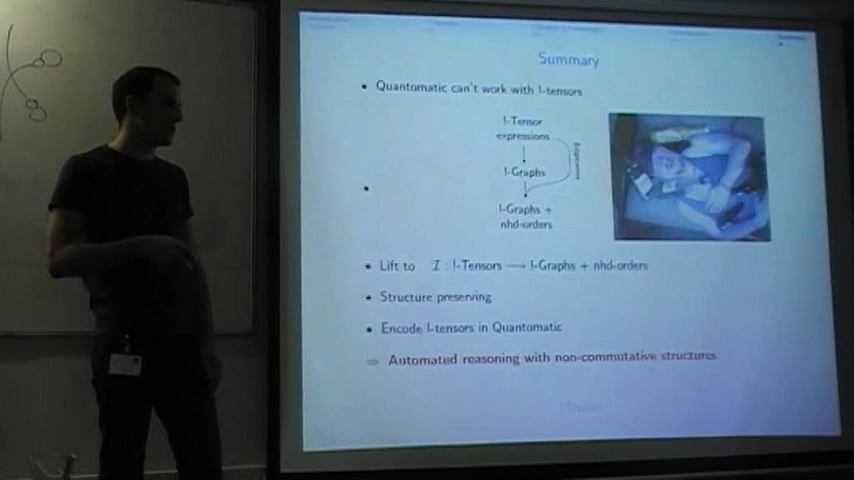 Summary
• Quantomatic can't work with !-tensors
!-Tensor
expressions
!-Graphs
!-Graphs +
nhd-orders
• Lift to I : !-Tensors ⟶ !-Graphs + nhd-orders
• Structure preserving
• Encode !-tensors in Quantomatic
⇒ Automated reasoning with non-commutative structures